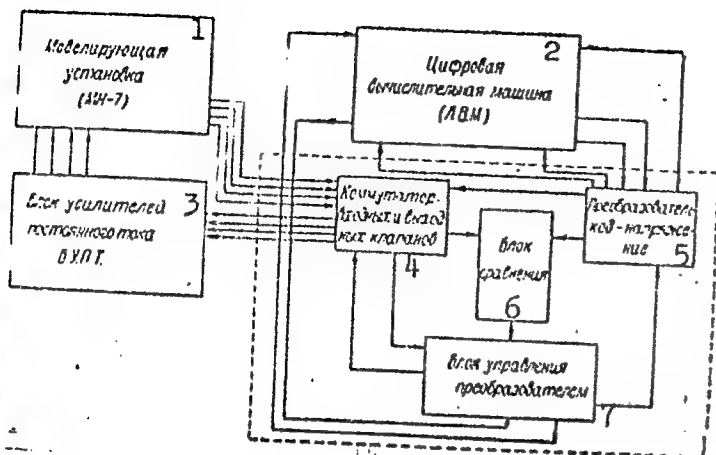 1
Моделирующая
установка
(МН-7)
2
Цифровая
вычислительная машина
(ЛВМ)
3
Блок усилителей
постоянного тока
БУПТ.
Коммутатор
входных и выход
ных клапанов
4
Блок
сравнения
6
Преобразователь
код-напряже-
ние
5
Блок управления
преобразователем
7